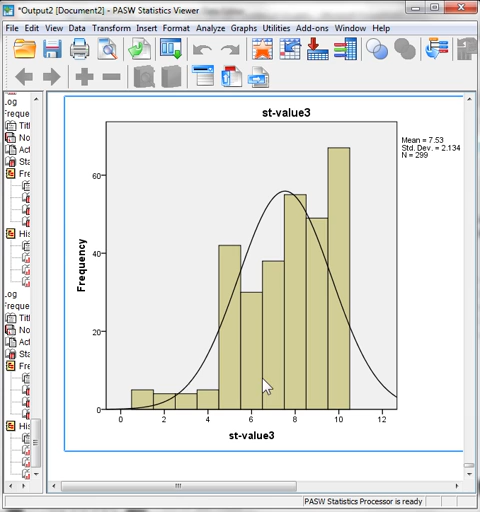 *Output2 [Document2] - PASW Statistics Viewer
File Edit View Data Transform Insert Format Analyze Graphs Utilities Add-ons Window Help
Log
Freque
Titl
No
Act
Sta
Fre
His
Log
Freque
Titl
No
Act
Sta
Fre
His
st-value3
Mean = 7.53
Std. Dev. = 2.134
N = 299
Frequency
60
40
20
0
0 2 4 6 8 10 12
st-value3
PASW Statistics Processor is ready